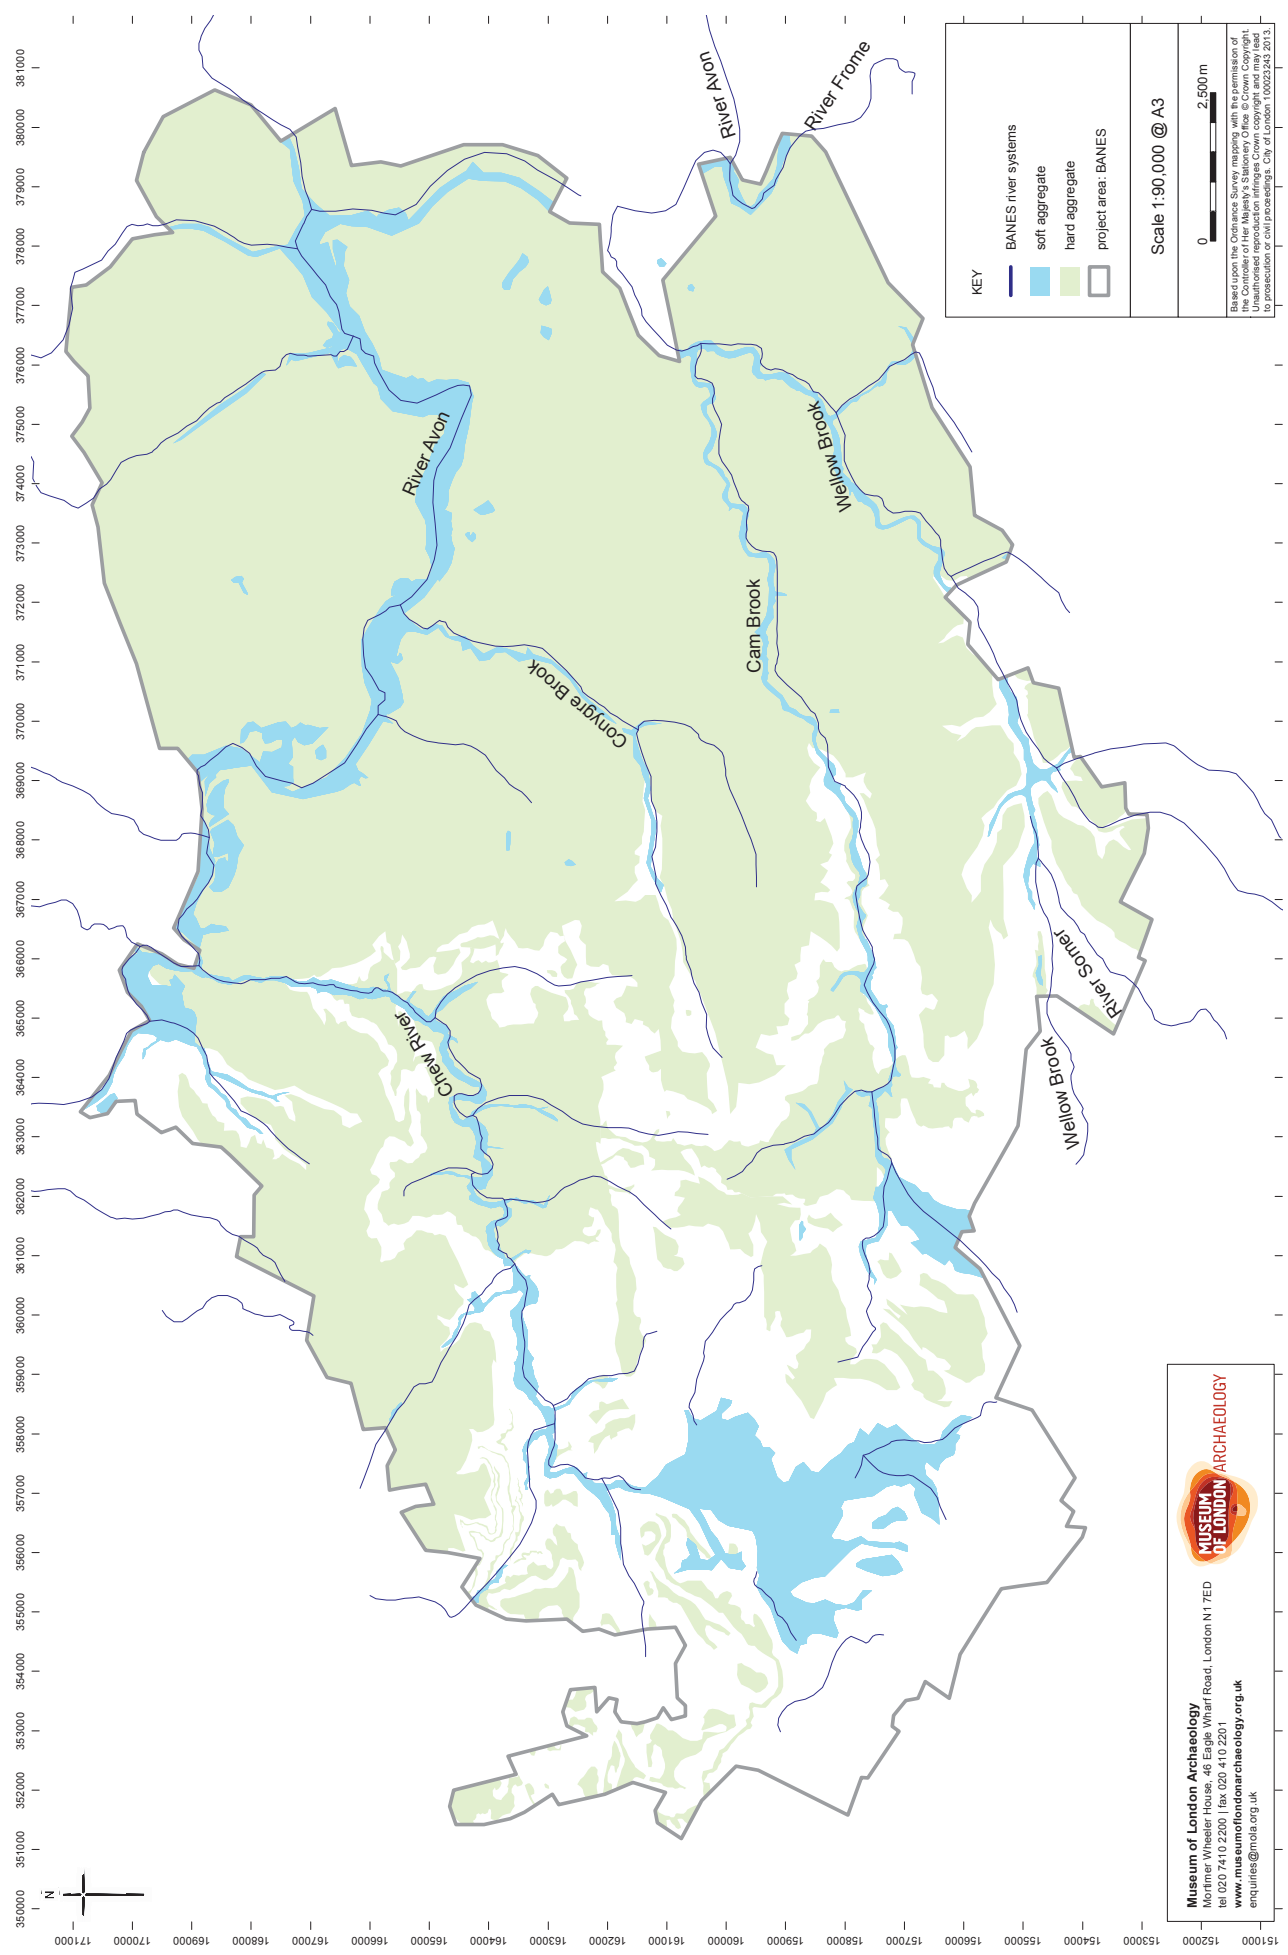 N
350000
351000
352000
353000
354000
355000
356000
357000
358000
359000
360000
361000
362000
363000
364000
365000
366000
367000
368000
369000
370000
371000
372000
373000
374000
375000
376000
377000
378000
379000
380000
381000
171000
170000
169000
168000
167000
166000
165000
164000
163000
162000
161000
160000
159000
158000
157000
156000
155000
154000
153000
152000
151000
River Avon
Chew River
Conygre Brook
Cam Brook
Wellow Brook
River Avon
River Frome
Wellow Brook
River Somer
KEY
BANES river systems
soft aggregate
hard aggregate
project area: BANES
Scale 1:90,000 @ A3
0
2,500m
Based upon the Ordnance Survey mapping with the permission of
the Controller of Her Majesty's Stationery Office © Crown Copyright.
Unauthorised reproduction infringes Crown copyright and may lead
to prosecution or civil proceedings. City of London 100023243 2013.
Museum of London Archaeology
Mortimer Wheeler House, 46 Eagle Wharf Road, London N1 7ED
tel 020 7410 2200 | fax 020 410 2201
www.museumoflondonarchaeology.org.uk
enquiries@mola.org.uk
MUSEUM
OF LONDON ARCHAEOLOGY